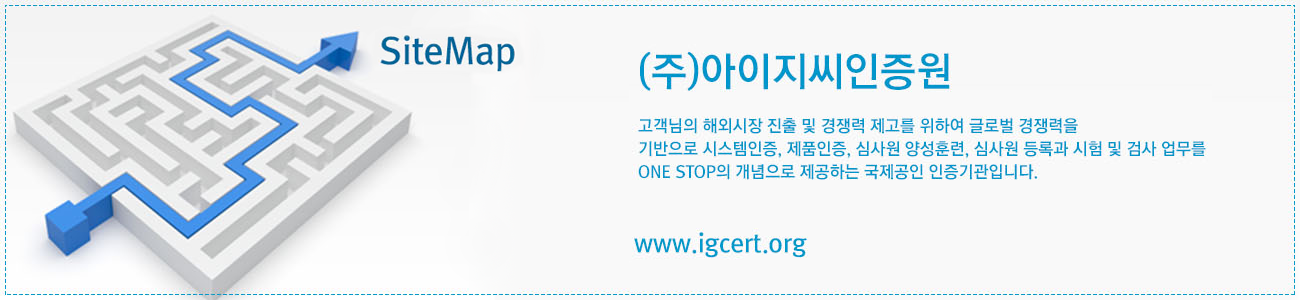 SiteMap
(주)아이지씨인증원
고객님의 해외시장 진출 및 경쟁력 제고를 위하여 글로벌 경쟁력을
기반으로 시스템인증, 제품인증, 심사원 양성훈련, 심사원 등록과 시험 및 검사 업무를
ONE STOP의 개념으로 제공하는 국제공인 인증기관입니다.
www.igcert.org